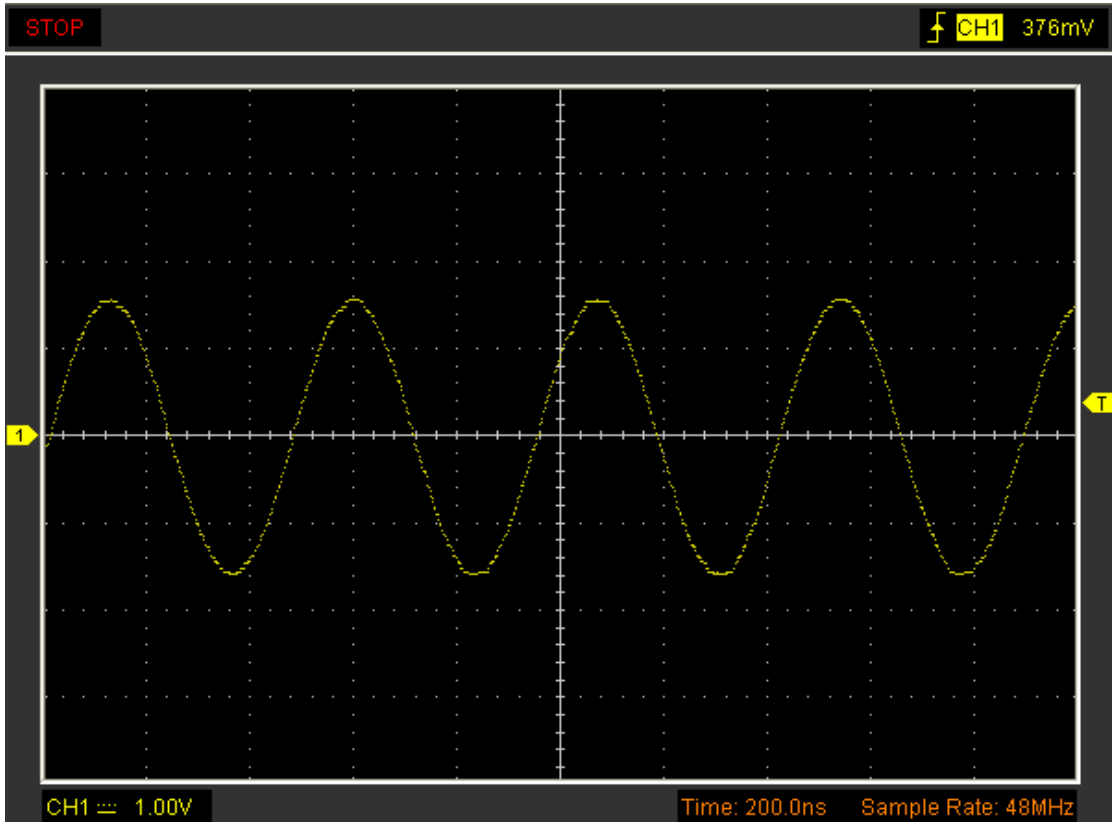 STOP
CH1 376mV
1
T
CH1 1.00V
Time: 200.0ns Sample Rate: 48MHz